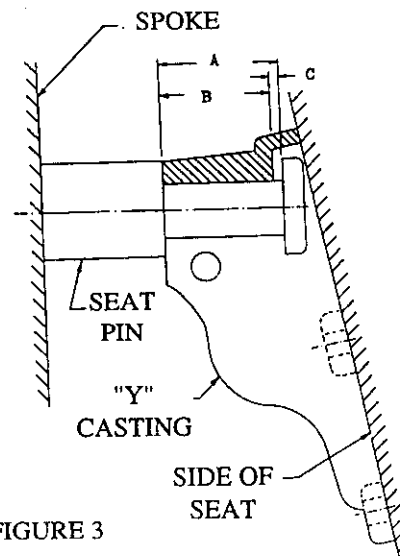 SPOKE
A
B
C
SEAT
PIN
"Y"
CASTING
SIDE OF
SEAT
FIGURE 3